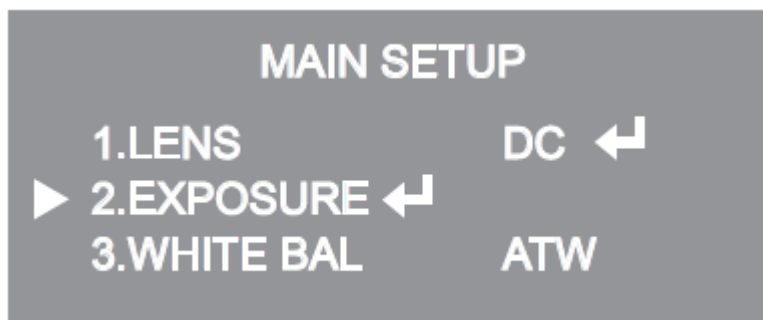 MAIN SETUP
1.LENS DC ↵
▶ 2.EXPOSURE ↵
3.WHITE BAL ATW